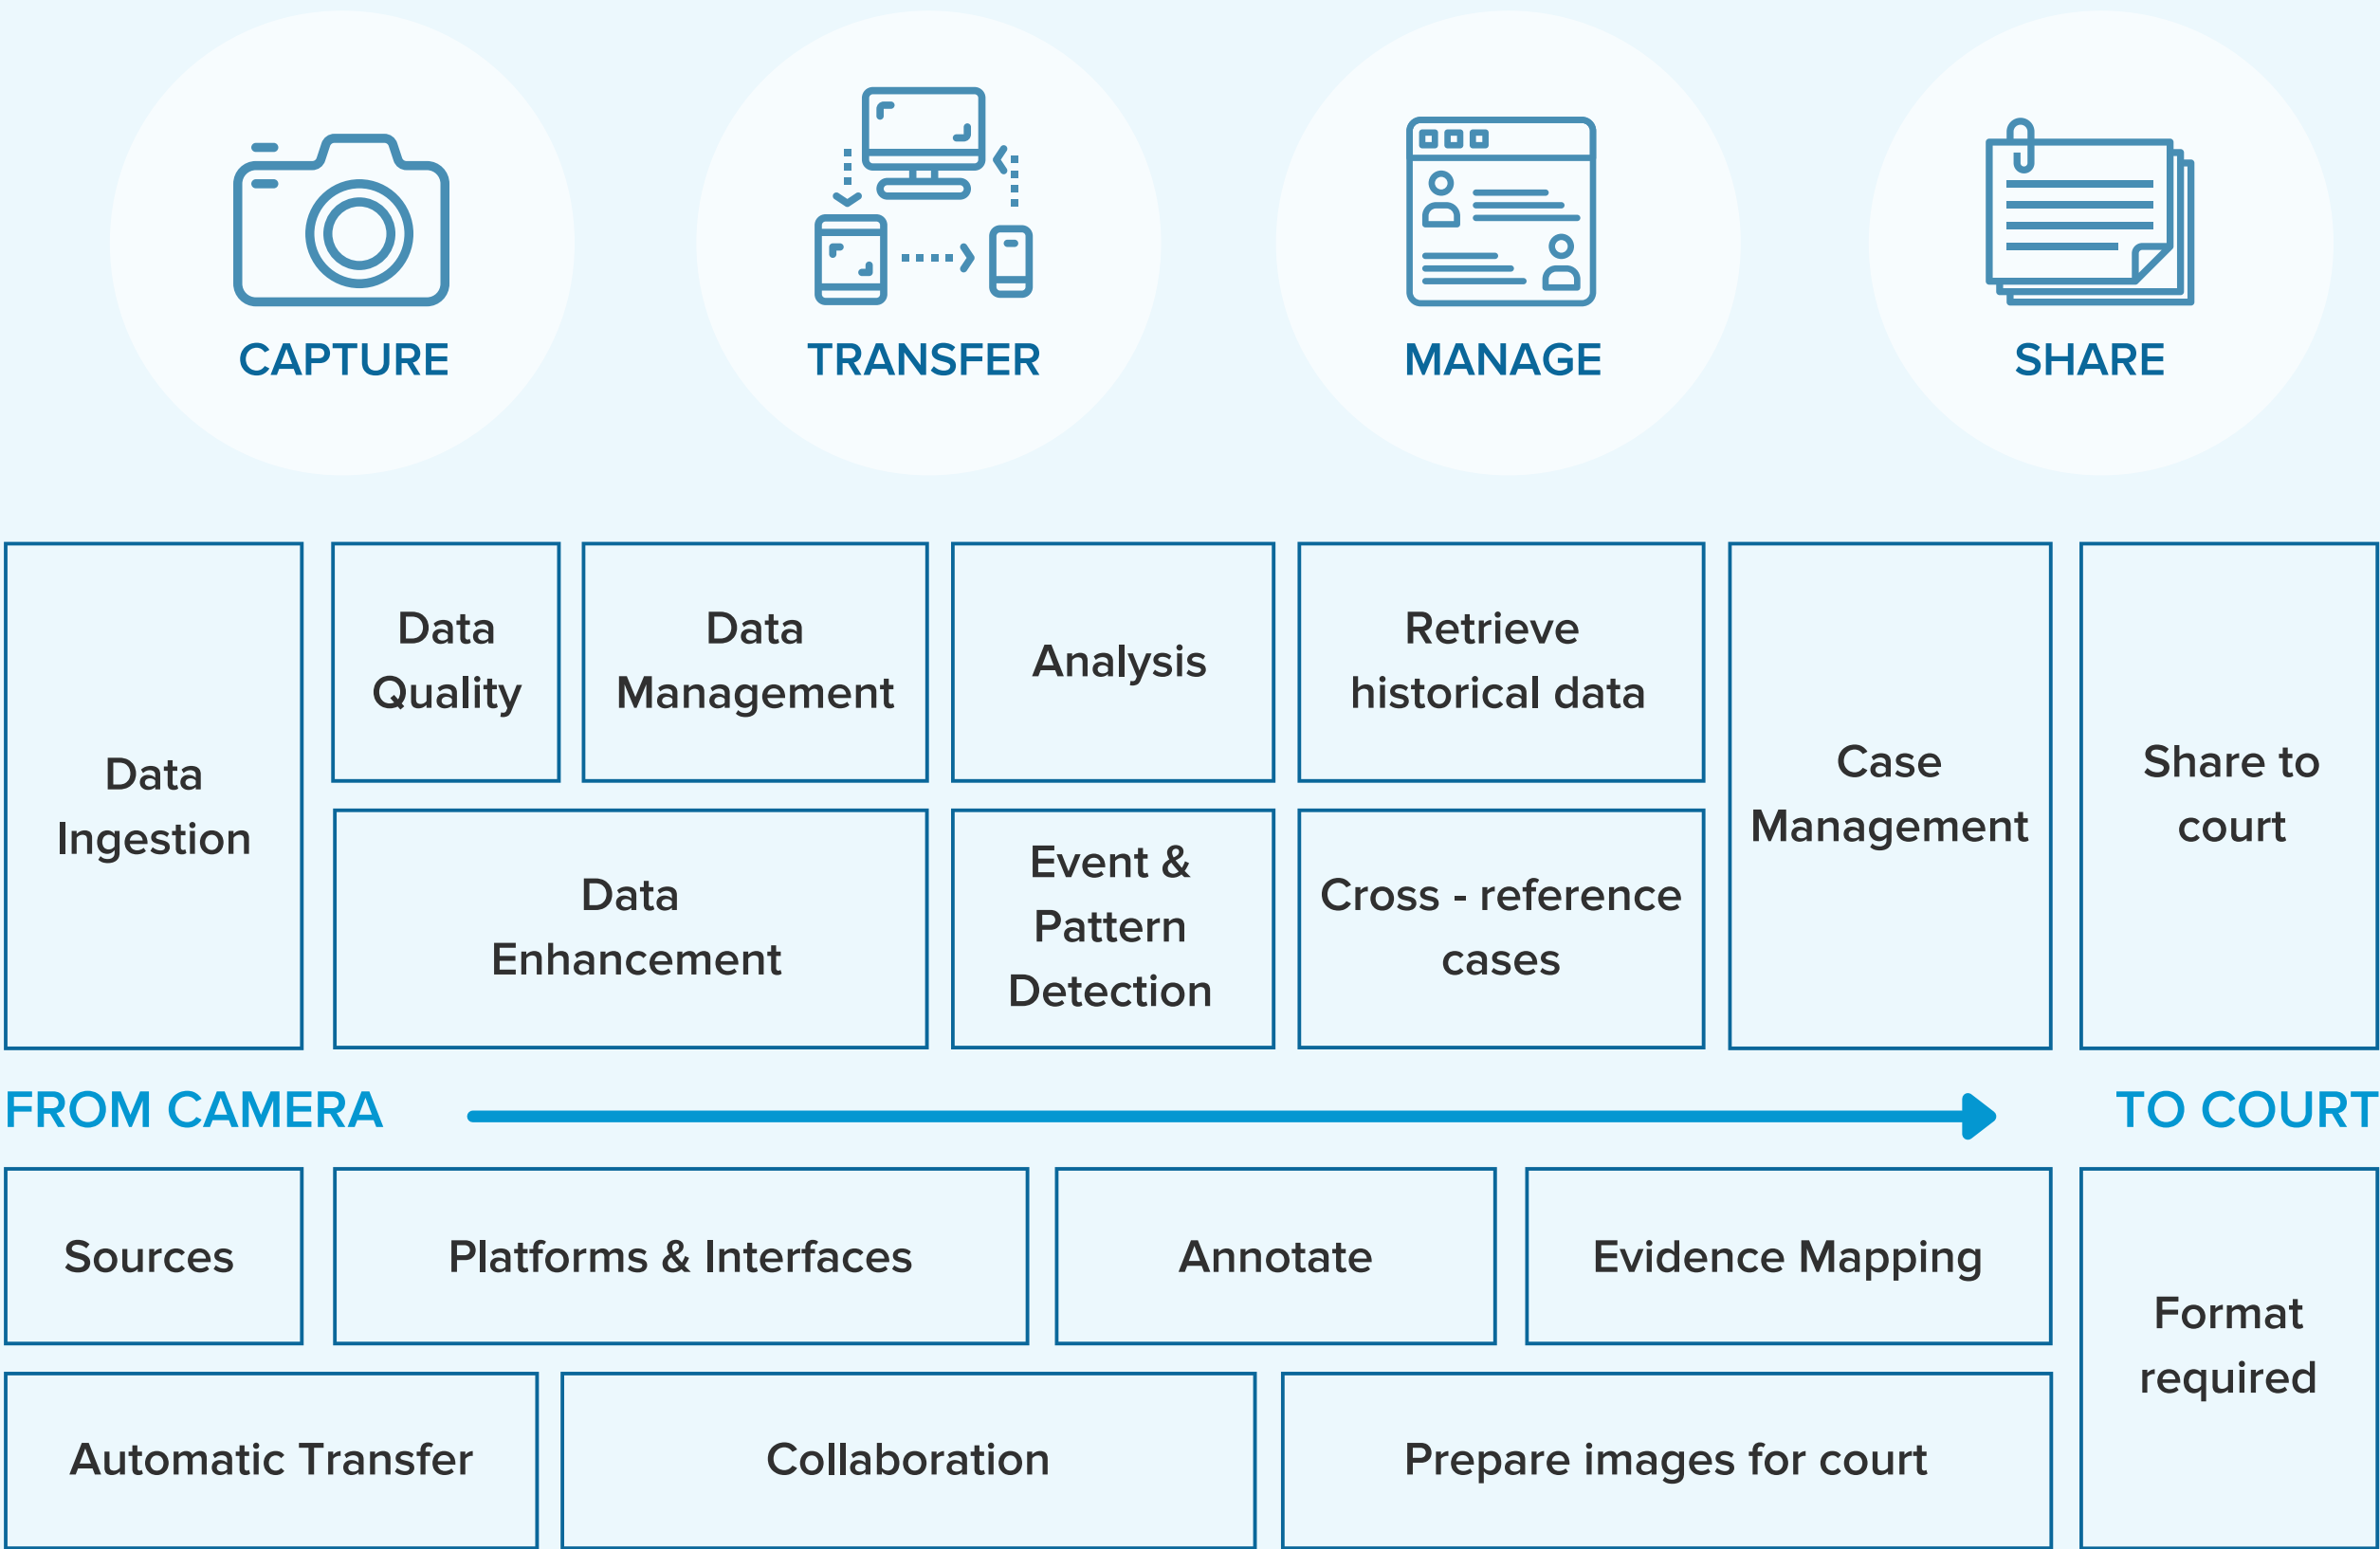 CAPTURE
TRANSFER
MANAGE
SHARE
Data
Ingestion
Data
Quality
Data
Management
Analysis
Retrieve
historical data
Case
Management
Share to
court
Data
Enhancement
Event &
Pattern
Detection
Cross - reference
cases
FROM CAMERA
TO COURT
Sources
Platforms & Interfaces
Annotate
Evidence Mapping
Format
required
Automatic Transfer
Collaboration
Prepare images for court